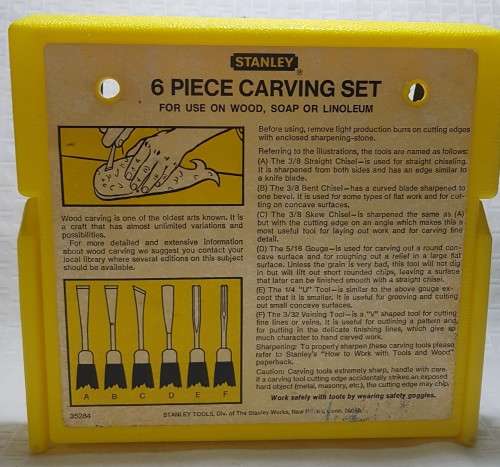 STANLEY
®
6 PIECE CARVING SET
FOR USE ON WOOD, SOAP OR LINOLEUM
Wood carving is one of the oldest arts known. It is
a craft that has almost unlimited variations and
possibilities.
For more detailed and extensive information
about wood carving we suggest you contact your
local library where several editions on this subject
should be available.
A B C D E F
35284
Before using, remove light production burrs on cutting edges
with enclosed sharpening-stone.
Referring to the illustrations, the tools are named as follows:
(A) The 3/8 Straight Chisel—is used for straight chiseling.
It is sharpened from both sides and has an edge similar to
a knife blade.
(B) The 3/8 Bent Chisel—has a curved blade sharpened to
one bevel. It is used for some types of flat work and for cut-
ting on concave surfaces.
(C) The 3/8 Skew Chisel—is sharpened the same as (A)
but with the cutting edge on an angle which makes this a
most useful tool for laying out work and for carving fine
detail.
(D) The 5/16 Gouge—is used for carving out a round con-
cave surface and for roughing out a relief in a large flat
surface. Unless the grain is very bad, this tool will not dig
in but will lift out short rounded chips, leaving a surface
that later can be finished smooth with a straight chisel.
(E) The 1/4 "U" Tool—is similar to the above gouge ex-
cept that it is smaller. It is useful for grooving and cutting
out small concave surfaces.
(F) The 3/32 Veining Tool—is a "V" shaped tool for cutting
fine lines or veins. It is useful for outlining a pattern and,
for putting in the delicate finishing lines, which give so
much character to hand carved work.
Sharpening: To properly sharpen these carving tools please
refer to Stanley's "How to Work with Tools and Wood"
paperback.
Caution: Carving tools extremely sharp, handle with care.
If a carving tool cutting edge accidentally strikes an exposed
hard object (metal, masonry, etc.), the cutting edge may chip.
Work safely with tools by wearing safety goggles.
STANLEY TOOLS, Div. of The Stanley Works, New Conn.